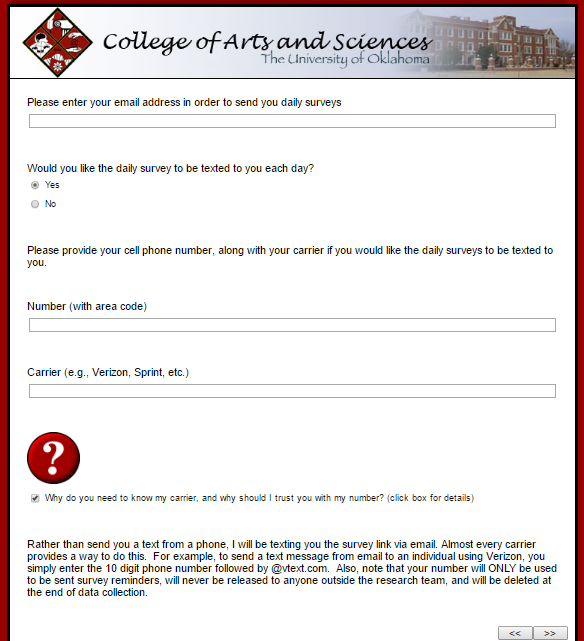 College of Arts and Sciences
The University of Oklahoma
Please enter your email address in order to send you daily surveys
Would you like the daily survey to be texted to you each day?
Yes
No
Please provide your cell phone number, along with your carrier if you would like the daily surveys to be texted to
you.
Number (with area code)
Carrier (e.g., Verizon, Sprint, etc.)
?
Why do you need to know my carrier, and why should I trust you with my number? (click box for details)
Rather than send you a text from a phone, I will be texting you the survey link via email. Almost every carrier
provides a way to do this.  For example, to send a text message from email to an individual using Verizon, you
simply enter the 10 digit phone number followed by @vtext.com.  Also, note that your number will ONLY be used
to be sent survey reminders, will never be released to anyone outside the research team, and will be deleted at
the end of data collection.
<< >>